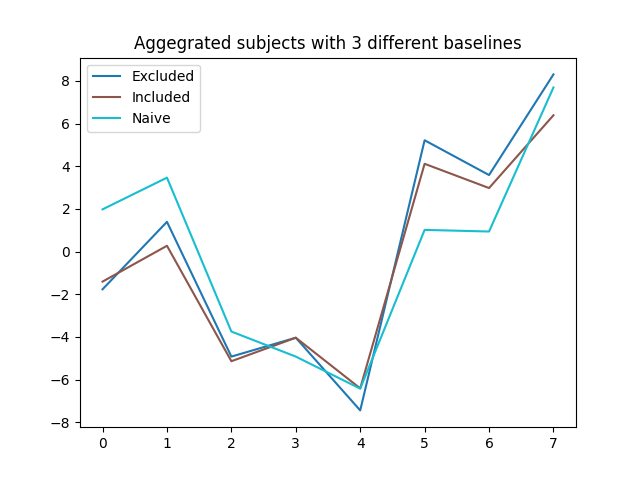 Aggegrated subjects with 3 different baselines
Excluded
Included
Naive
8
6
4
2
0
−2
−4
−6
−8
0 1 2 3 4 5 6 7